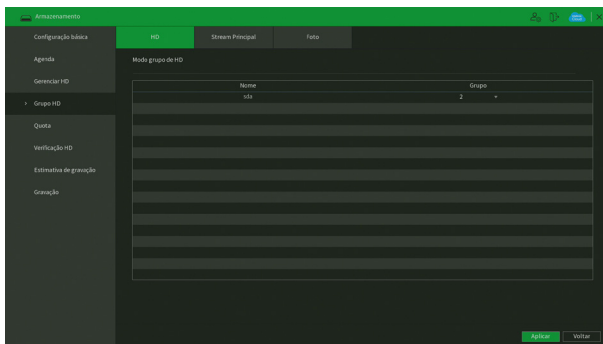 Armazenamento
Configuração básica
HD
Stream Principal
Foto
Agenda
Modo grupo de HD
Gerenciar HD
Nome
Grupo
sda
2
Grupo HD
Quota
Verificação HD
Estimativa de gravação
Gravação
Aplicar
Voltar